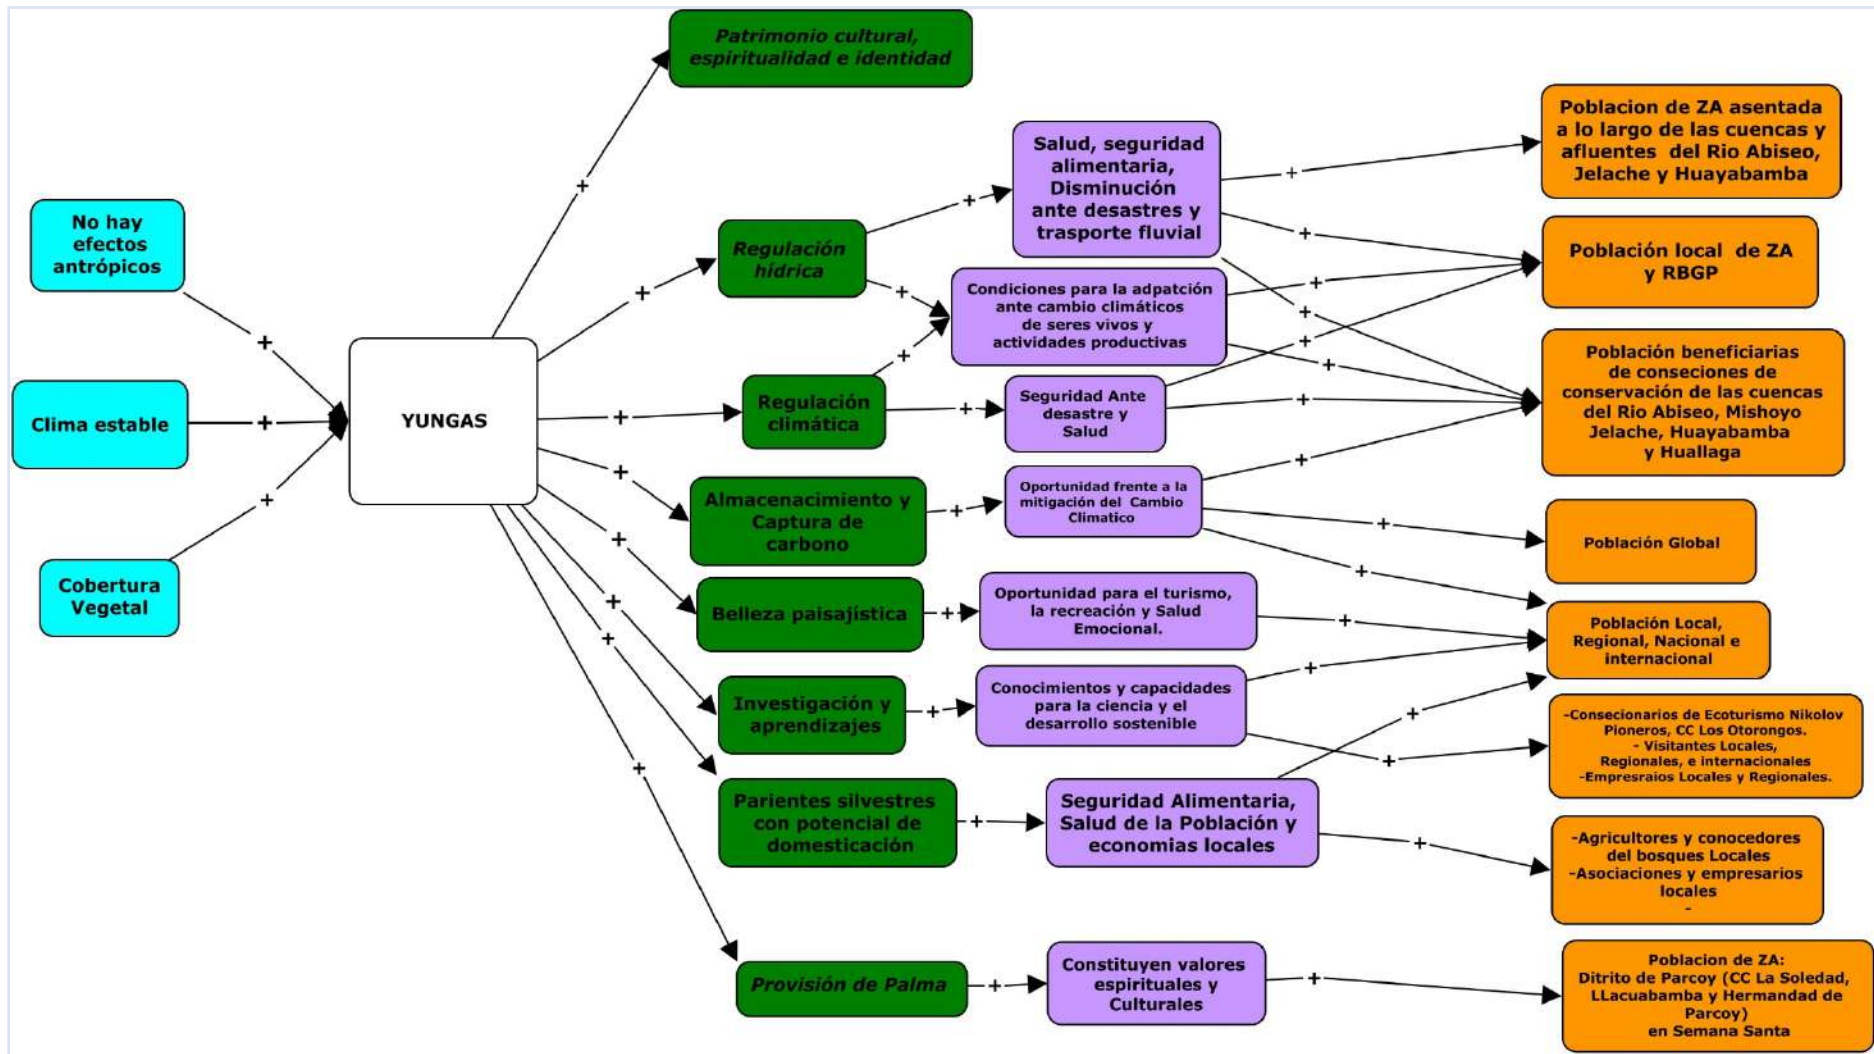 Patrimonio cultural,
espiritualidad e identidad
No hay
efectos
antrópicos
Clima estable
Cobertura
Vegetal
YUNGAS
Regulación
hídrica
Regulación
climática
Almacenacimiento y
Captura de
carbono
Belleza paisajística
Investigación y
aprendizajes
Parientes silvestres
con potencial de
domesticación
Provisión de Palma
Salud, seguridad
alimentaria,
Disminución
ante desastres y
trasporte fluvial
Condiciones para la adpatción
ante cambio climáticos
de seres vivos y
actividades productivas
Seguridad Ante
desastre y
Salud
Oportunidad frente a la
mitigación del Cambio
Climatico
Oportunidad para el turismo,
la recreación y Salud
Emocional.
Conocimientos y capacidades
para la ciencia y el
desarrollo sostenible
Seguridad Alimentaria,
Salud de la Población y
economias locales
Constituyen valores
espirituales y
Culturales
Poblacion de ZA asentada
a lo largo de las cuencas y
afluentes del Rio Abiseo,
Jelache y Huayabamba
Población local de ZA
y RBGP
Población beneficiarias
de conseciones de
conservación de las cuencas
del Rio Abiseo, Mishoyo
Jelache, Huayabamba
y Huallaga
Población Global
Población Local,
Regional, Nacional e
internacional
-Consecionarios de Ecoturismo Nikolov
Pioneros, CC Los Otorongos.
- Visitantes Locales,
Regionales, e internacionales
-Empresraios Locales y Regionales.
-Agricultores y conocedores
del bosques Locales
-Asociaciones y empresarios
locales
-
Poblacion de ZA:
Ditrito de Parcoy (CC La Soledad,
LLacuabamba y Hermandad de
Parcoy)
en Semana Santa